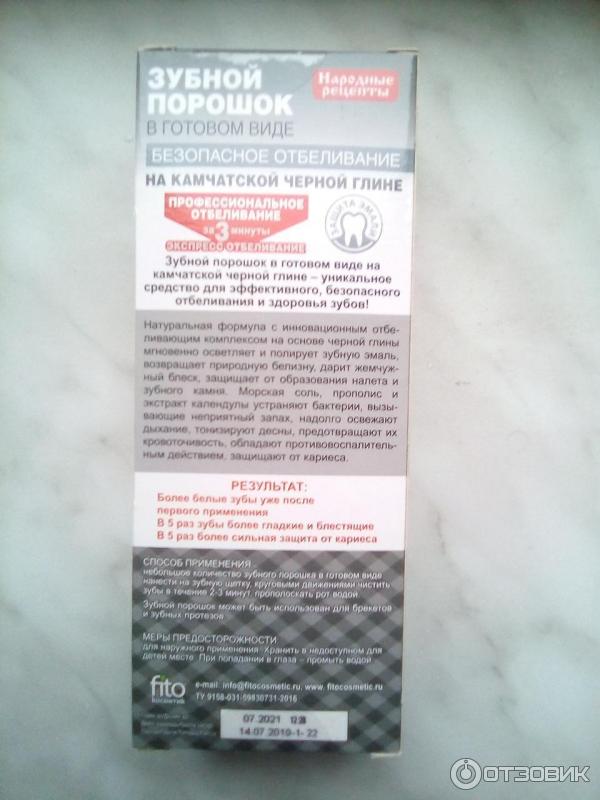 ЗУБНОЙ
ПОРОШОК
В ГОТОВОМ ВИДЕ
Народные
рецепты
БЕЗОПАСНОЕ ОТБЕЛИВАНИЕ
НА КАМЧАТСКОЙ ЧЕРНОЙ ГЛИНЕ
ПРОФЕССИОНАЛЬНОЕ
ОТБЕЛИВАНИЕ
за 3 минуты
ЭКСПРЕСС ОТБЕЛИВАНИЕ
ЗАЩИТА ЭМАЛИ
Зубной порошок в готовом виде на
камчатской черной глине – уникальное
средство для эффективного, безопасного
отбеливания и здоровья зубов!
Натуральная формула с инновационным отбе-
ливающим комплексом на основе черной глины
мгновенно осветляет и полирует зубную эмаль,
возвращает природную белизну, дарит жемчуж-
ный блеск, защищает от образования налета и
зубного камня. Морская соль, прополис и
экстракт календулы устраняют бактерии, вызы-
вающие неприятный запах, надолго освежают
дыхание, тонизируют десны, предотвращают их
кровоточивость, обладают противовоспалитель-
ным действием, защищают от кариеса.
РЕЗУЛЬТАТ:
Более белые зубы уже после
первого применения
В 5 раз зубы более гладкие и блестящие
В 5 раз более сильная защита от кариеса
СПОСОБ ПРИМЕНЕНИЯ
небольшое количество зубного порошка в готовом виде
нанести на зубную щетку, круговыми движениями чистить
зубы в течение 2-3 минут, прополоскать рот водой.
Зубной порошок может быть использован для брекетов
и зубных протезов.
МЕРЫ ПРЕДОСТОРОЖНОСТИ:
для наружного применения. Хранить в недоступном для
детей месте. При попадании в глаза – промыть водой.
fito
косметик
e-mail: info@fitocosmetic.ru, www.fitocosmetic.ru
ТУ 9158-031-59830731-2016
07.2021
14.07.2019-1- 22
ОТЗОВИК